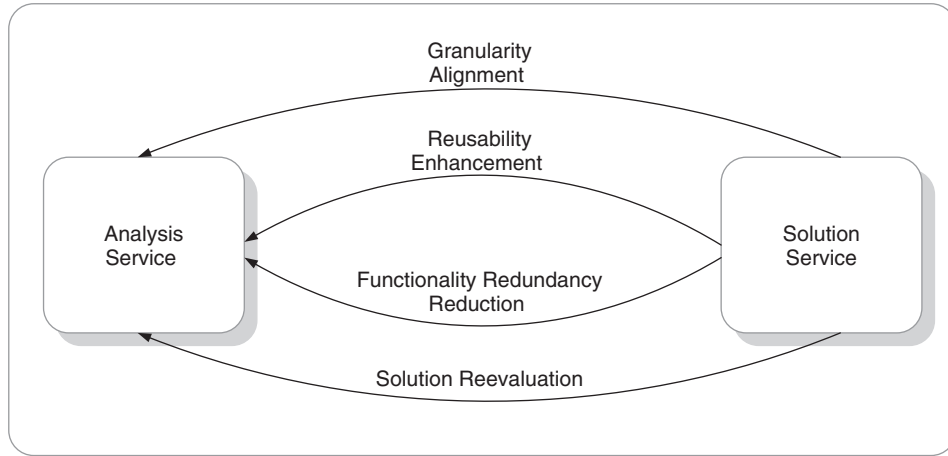 Granularity
Alignment
Reusability
Enhancement
Analysis
Service
Solution
Service
Functionality Redundancy
Reduction
Solution Reevaluation